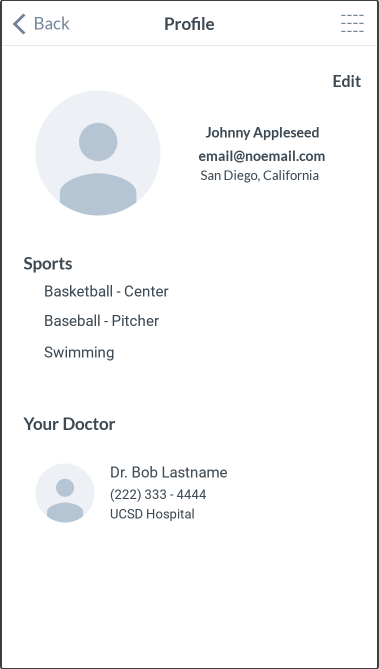 Back
Profile
Edit
Johnny Appleseed
email@noemail.com
San Diego, California
Sports
Basketball - Center
Baseball - Pitcher
Swimming
Your Doctor
Dr. Bob Lastname
(222) 333 - 4444
UCSD Hospital